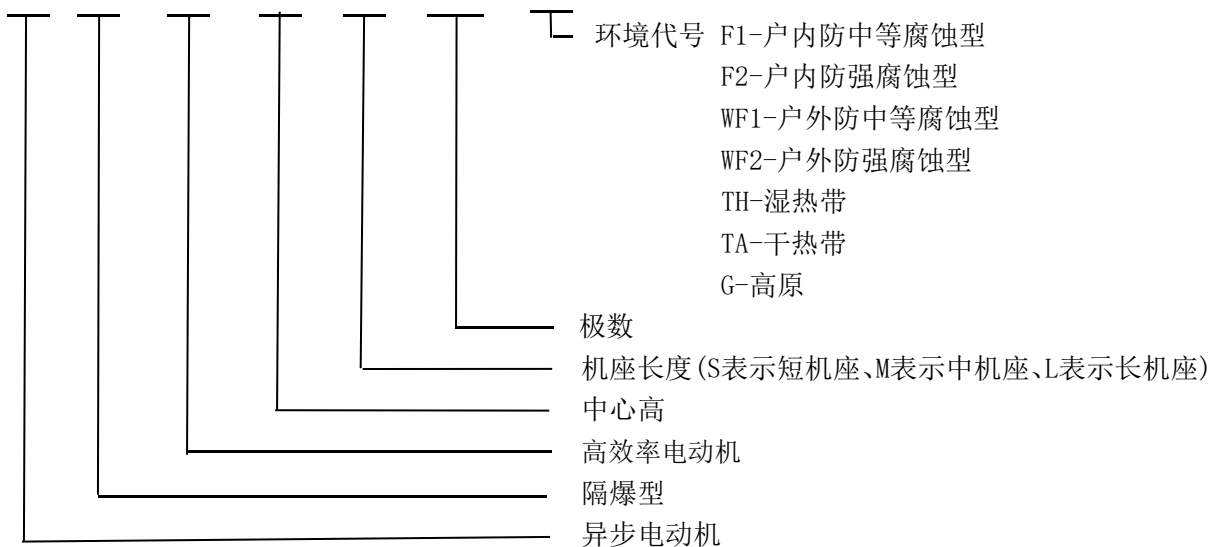 环境代号 F1-户内防中等腐蚀型
F2-户内防强腐蚀型
WF1-户外防中等腐蚀型
WF2-户外防强腐蚀型
TH-湿热带
TA-干热带
G-高原
极数
机座长度(S表示短机座、M表示中机座、L表示长机座)
中心高
高效率电动机
隔爆型
异步电动机